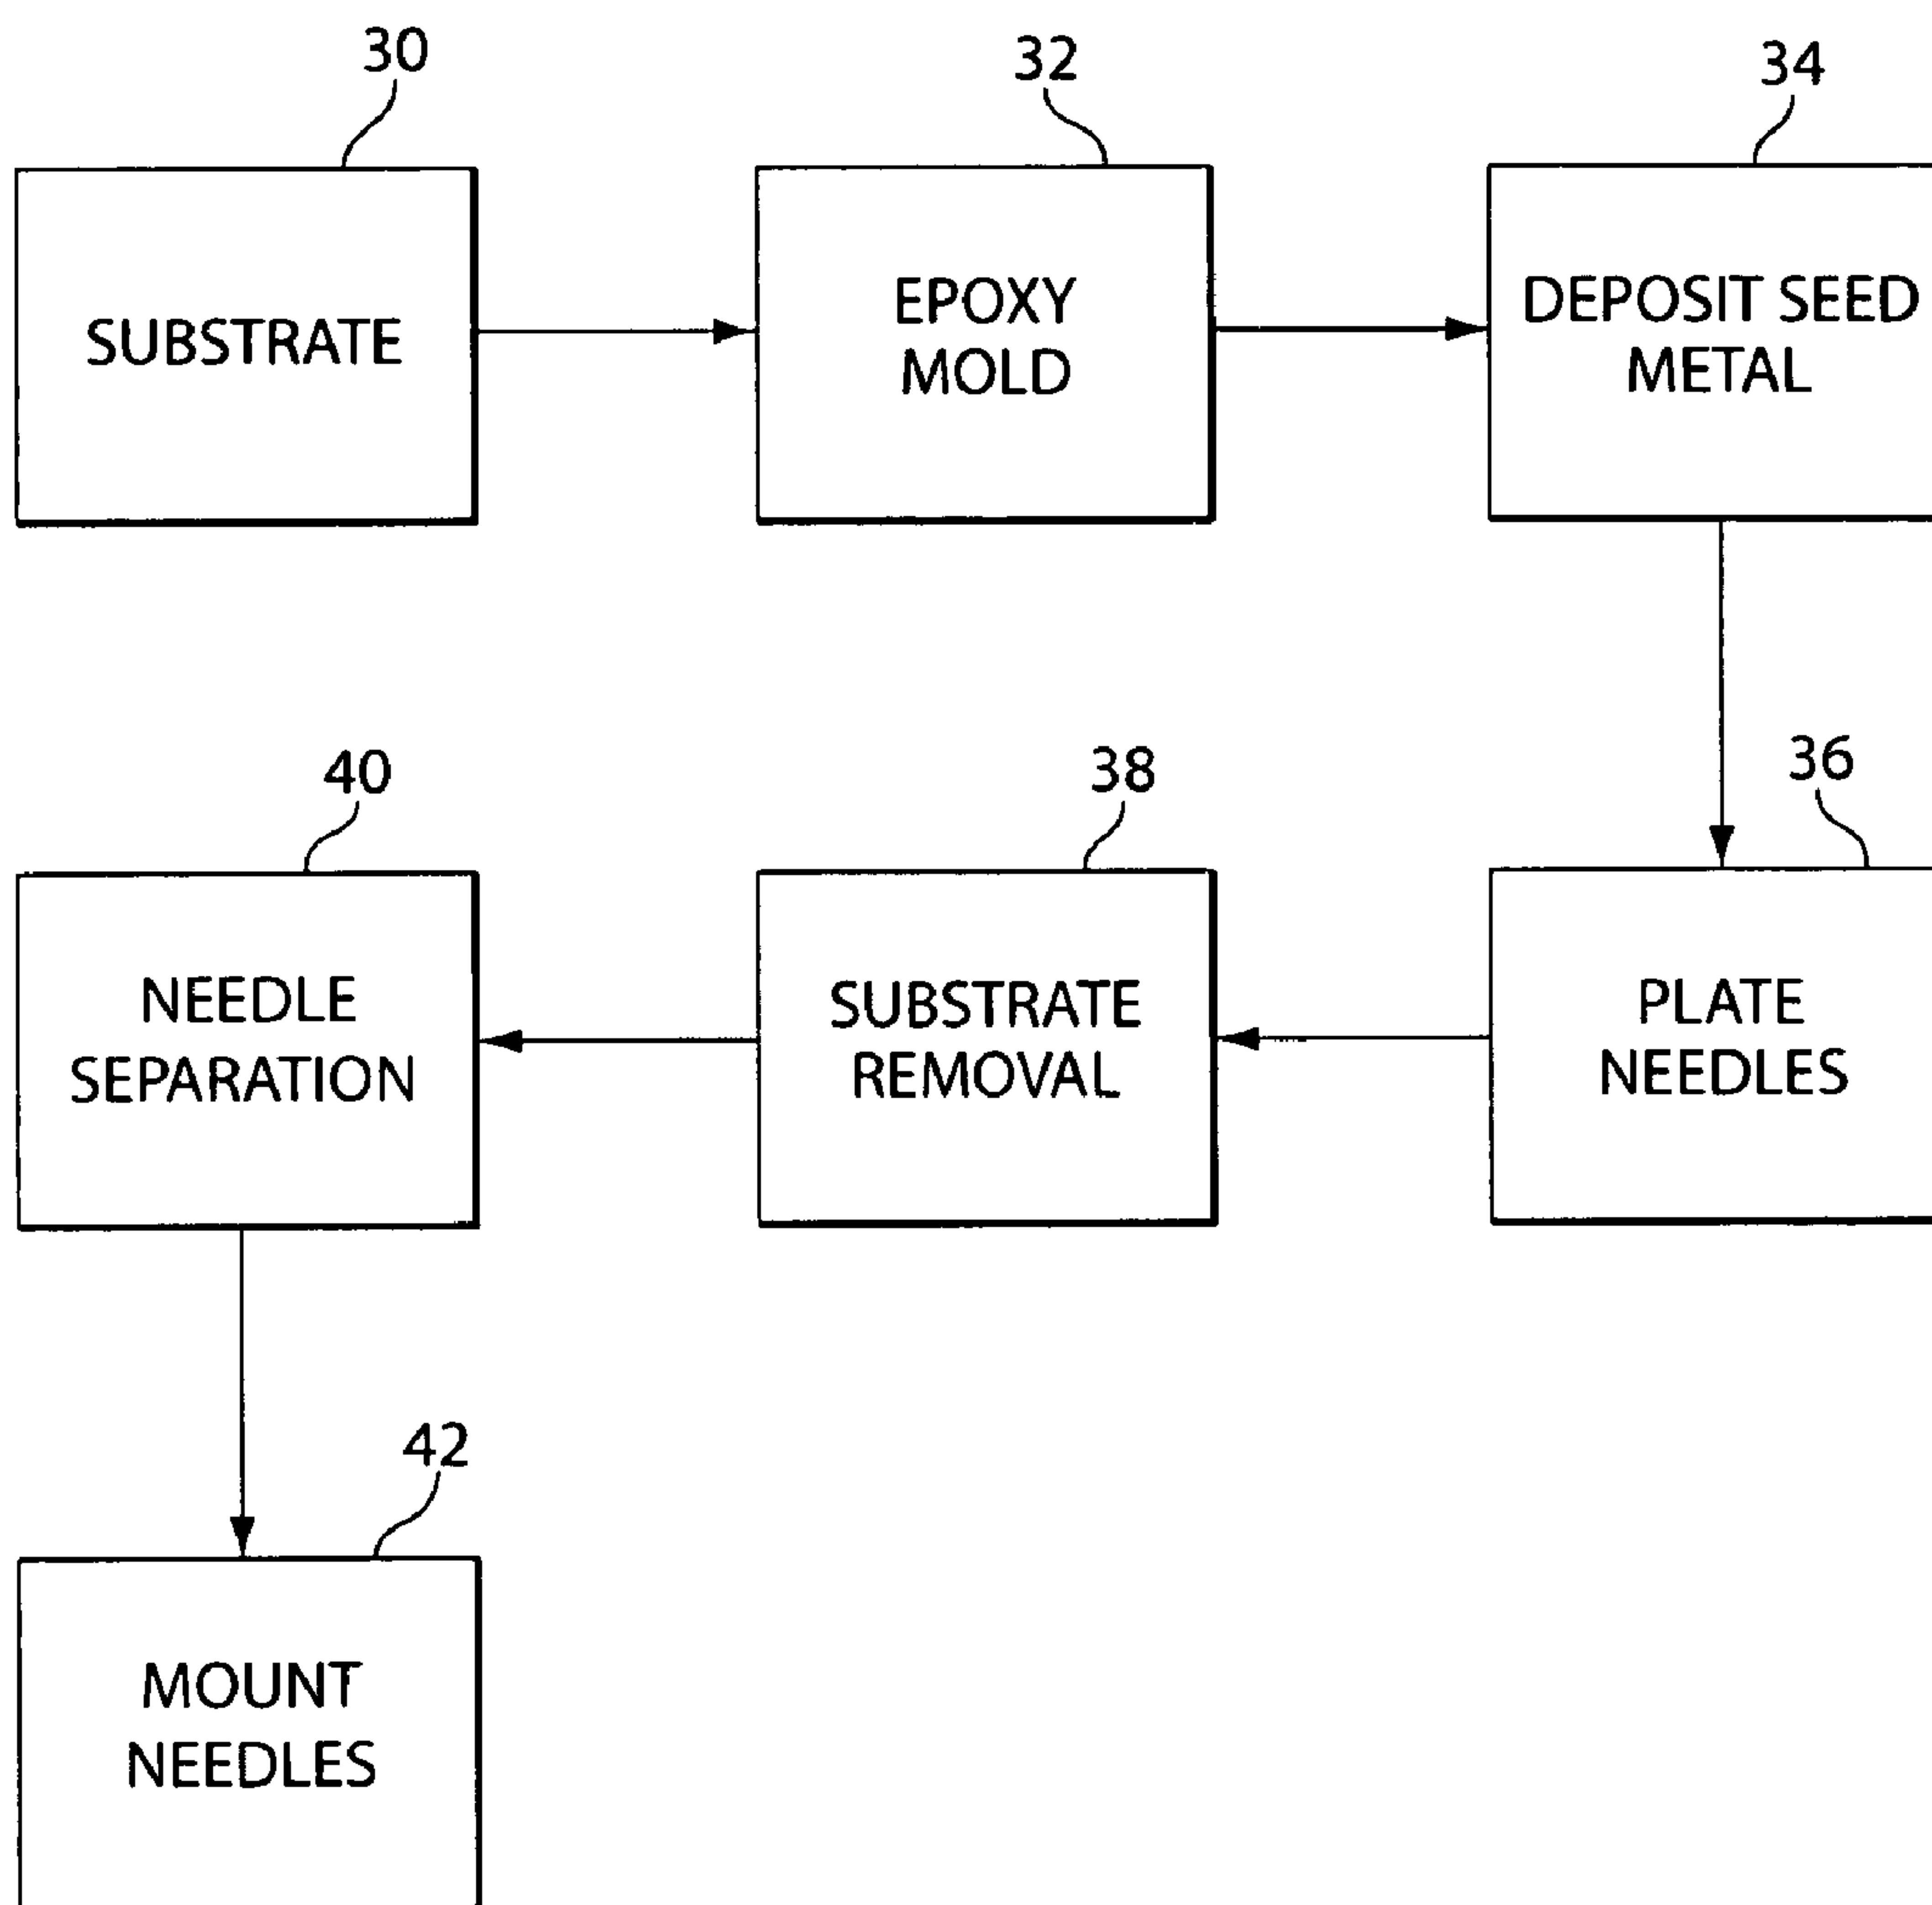 30
SUBSTRATE
32
EPOXY
MOLD
34
DEPOSIT SEED
METAL
36
PLATE
NEEDLES
38
SUBSTRATE
REMOVAL
40
NEEDLE
SEPARATION
42
MOUNT
NEEDLES